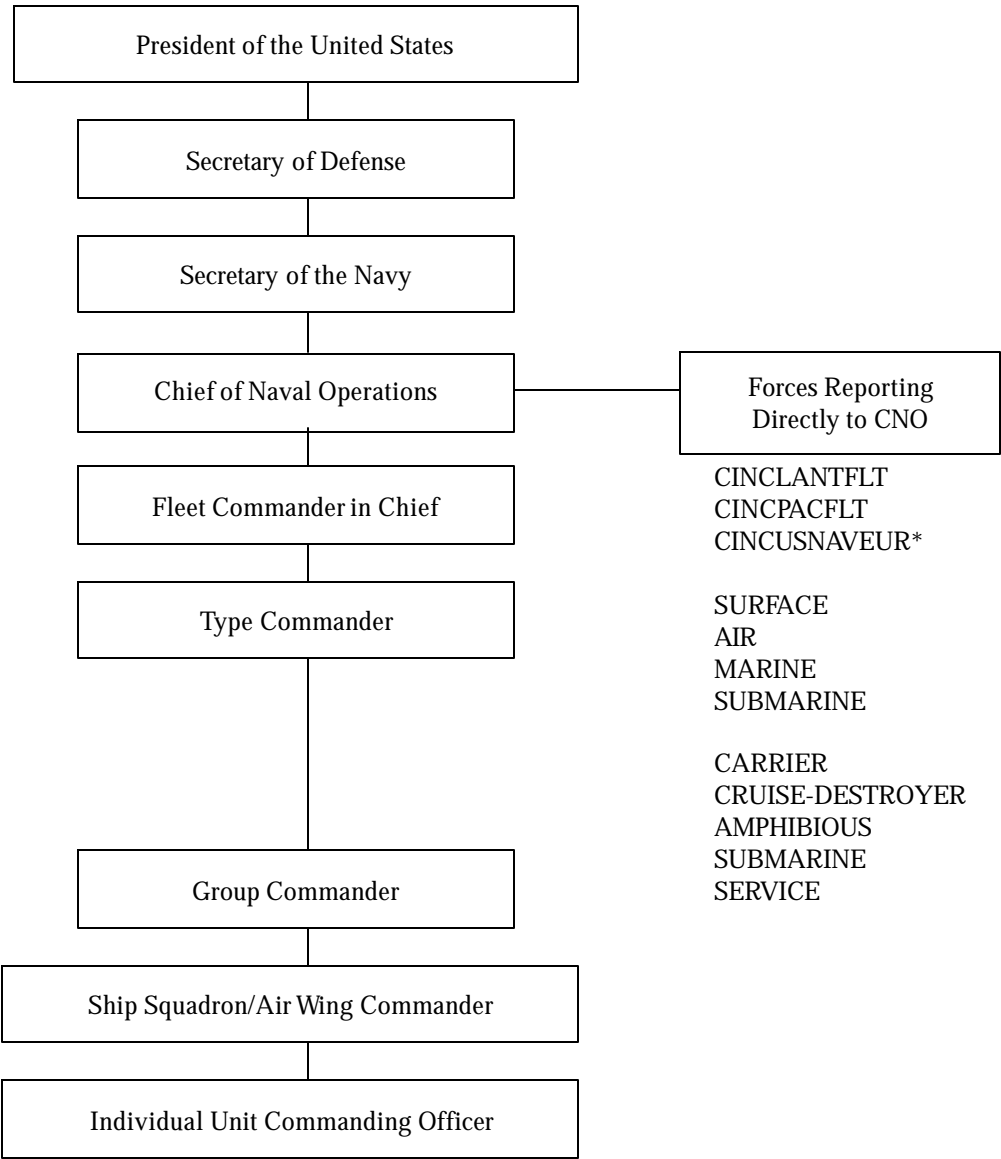 President of the United States
Secretary of Defense
Secretary of the Navy
Chief of Naval Operations
Forces Reporting
Directly to CNO
Fleet Commander in Chief
CINCLANTFLT
CINCPACFLT
CINCUSNAVEUR*
Type Commander
SURFACE
AIR
MARINE
SUBMARINE
CARRIER
CRUISE-DESTROYER
AMPHIBIOUS
SUBMARINE
SERVICE
Group Commander
Ship Squadron/Air Wing Commander
Individual Unit Commanding Officer